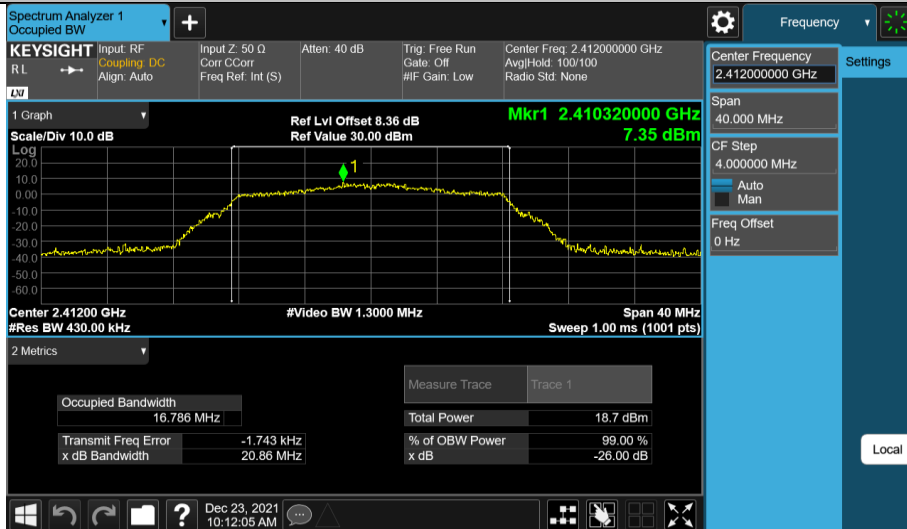 Spectrum Analyzer 1
Occupied BW
+
Frequency
KEYSIGHT
R L
LXI
Input: RF
Coupling: DC
Align: Auto
Input Z: 50 Ω
Corr CCorr
Freq Ref: Int (S)
Atten: 40 dB
Trig: Free Run
Gate: Off
#IF Gain: Low
Center Freq: 2.412000000 GHz
Avg|Hold: 100/100
Radio Std: None
Center Frequency
2.412000000 GHz
Settings
Span
40.000 MHz
CF Step
4.000000 MHz
Auto
Man
Freq Offset
0 Hz
1 Graph
Scale/Div 10.0 dB
Ref Lvl Offset 8.36 dB
Ref Value 30.00 dBm
Mkr1 2.410320000 GHz
7.35 dBm
Log
20.0
10.0
0.00
-10.0
-20.0
-30.0
-40.0
-50.0
-60.0
1
Center 2.41200 GHz
#Video BW 1.3000 MHz
Span 40 MHz
#Res BW 430.00 kHz
Sweep 1.00 ms (1001 pts)
2 Metrics
Measure Trace Trace 1
Occupied Bandwidth
16.786 MHz
Total Power 18.7 dBm
Transmit Freq Error -1.743 kHz
% of OBW Power 99.00 %
x dB Bandwidth 20.86 MHz
x dB -26.00 dB
Local
?
Dec 23, 2021
10:12:05 AM